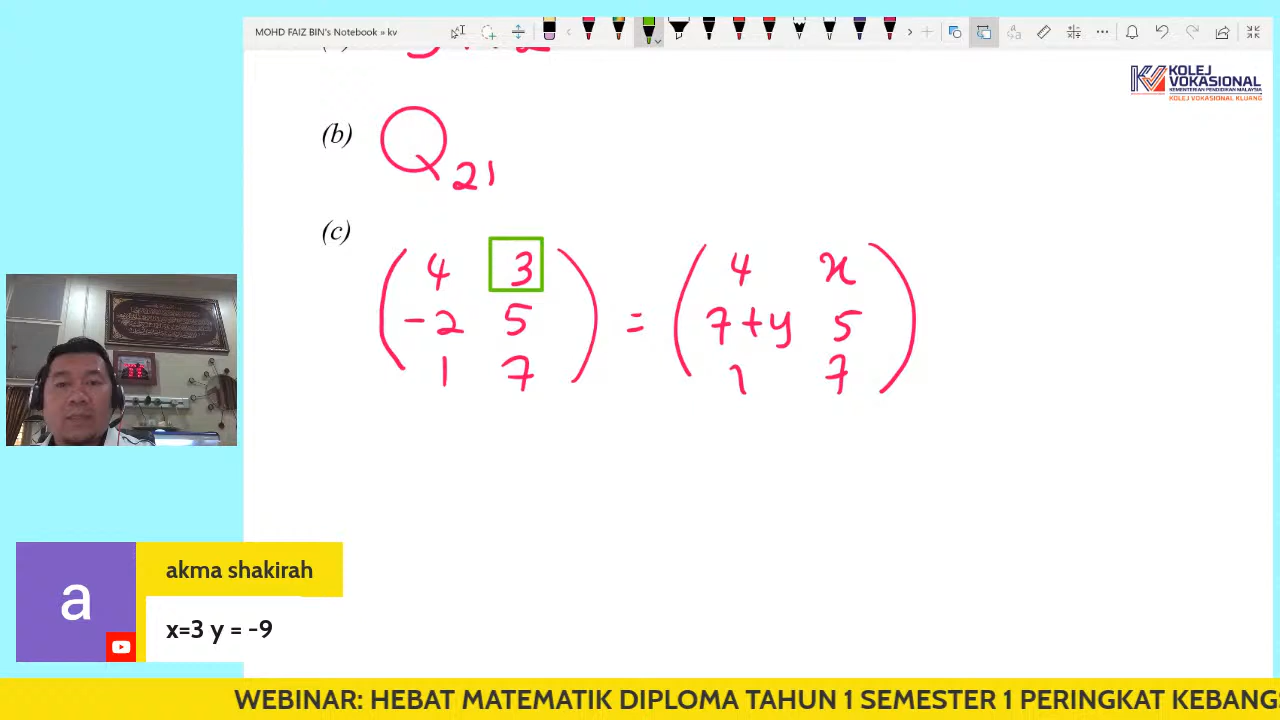 MOHD FAIZ BIN's Notebook » kv
KOLEJ
VOKASIONAL
KEMENTERIAN PENDIDIKAN MALAYSIA
KOLEJ VOKASIONAL KLUANG
(b) Q21
(c)
4 3 4 x
-2 5 = 7+y 5
1 7 1 7
a
akma shakirah
x=3 y = -9
WEBINAR: HEBAT MATEMATIK DIPLOMA TAHUN 1 SEMESTER 1 PERINGKAT KEBANG